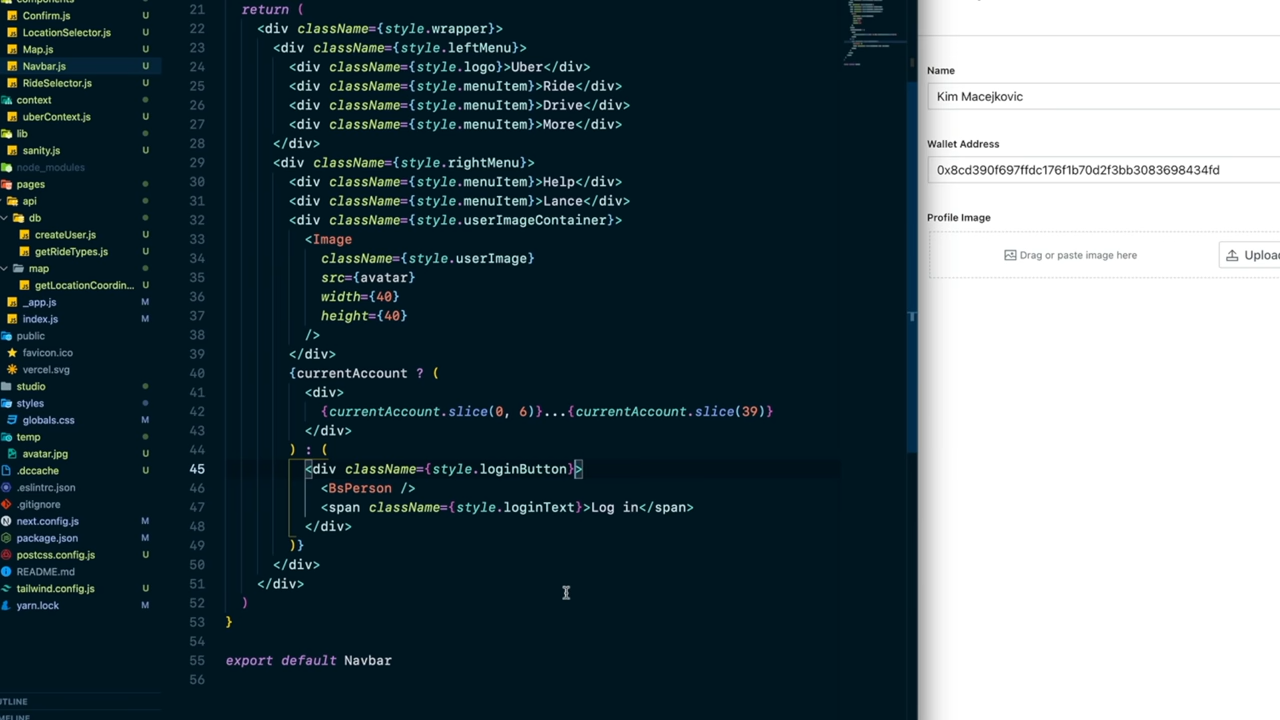 components
Confirm.js U
LocationSelector.js U
Map.js U
Navbar.js U
RideSelector.js U
context
uberContext.js U
lib
sanity.js U
node_modules
pages
api
db
createUser.js U
getRideTypes.js U
map
getLocationCoordin... U
_app.js M
index.js M
public
favicon.ico M
vercel.svg M
studio
styles
globals.css M
temp
avatar.jpg U
.dccache U
.eslintrc.json M
.gitignore M
next.config.js M
package.json M
postcss.config.js U
README.md M
tailwind.config.js U
yarn.lock M
UTLINE
IMELINE
21 return (
22 <div className={style.wrapper}>
23 <div className={style.leftMenu}>
24 <div className={style.logo}>Uber</div>
25 <div className={style.menuItem}>Ride</div>
26 <div className={style.menuItem}>Drive</div>
27 <div className={style.menuItem}>More</div>
28 </div>
29 <div className={style.rightMenu}>
30 <div className={style.menuItem}>Help</div>
31 <div className={style.menuItem}>Lance</div>
32 <div className={style.userImageContainer}>
33 <Image
34 className={style.userImage}
35 src={avatar}
36 width={40}
37 height={40}
38 />
39 </div>
40 {currentAccount ? (
41 <div>
42 {currentAccount.slice(0, 6)}...{currentAccount.slice(39)}
43 </div>
44 ) : (
45 <div className={style.loginButton}>
46 <BsPerson />
47 <span className={style.loginText}>Log in</span>
48 </div>
49 )}
50 </div>
51 </div>
52 )
53 }
54
55 export default Navbar
56
Name
Kim Macejkovic
Wallet Address
0x8cd390f697ffdc176f1b70d2f3bb3083698434fd
Profile Image
Drag or paste image here
Upload